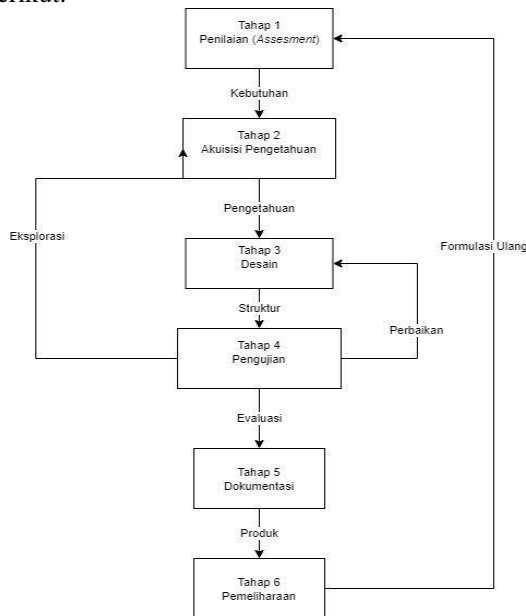 Tahap 1
Penilaian (Assesment)
Kebutuhan
Tahap 2
Akuisisi Pengetahuan
Pengetahuan
Eksplorasi
Formulasi Ulang
Tahap 3
Desain
Struktur
Perbaikan
Tahap 4
Pengujian
Evaluasi
Tahap 5
Dokumentasi
Produk
Tahap 6
Pemeliharaan